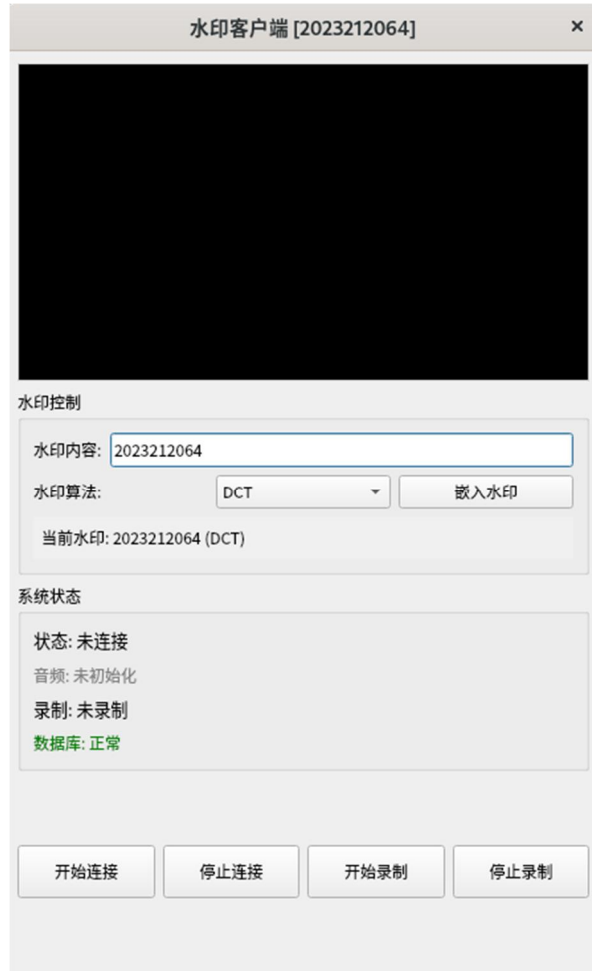 水印客户端 [2023212064] ×
水印控制
水印内容: 2023212064
水印算法: DCT 嵌入水印
当前水印: 2023212064 (DCT)
系统状态
状态: 未连接
音频: 未初始化
录制: 未录制
数据库: 正常
开始连接 停止连接 开始录制 停止录制